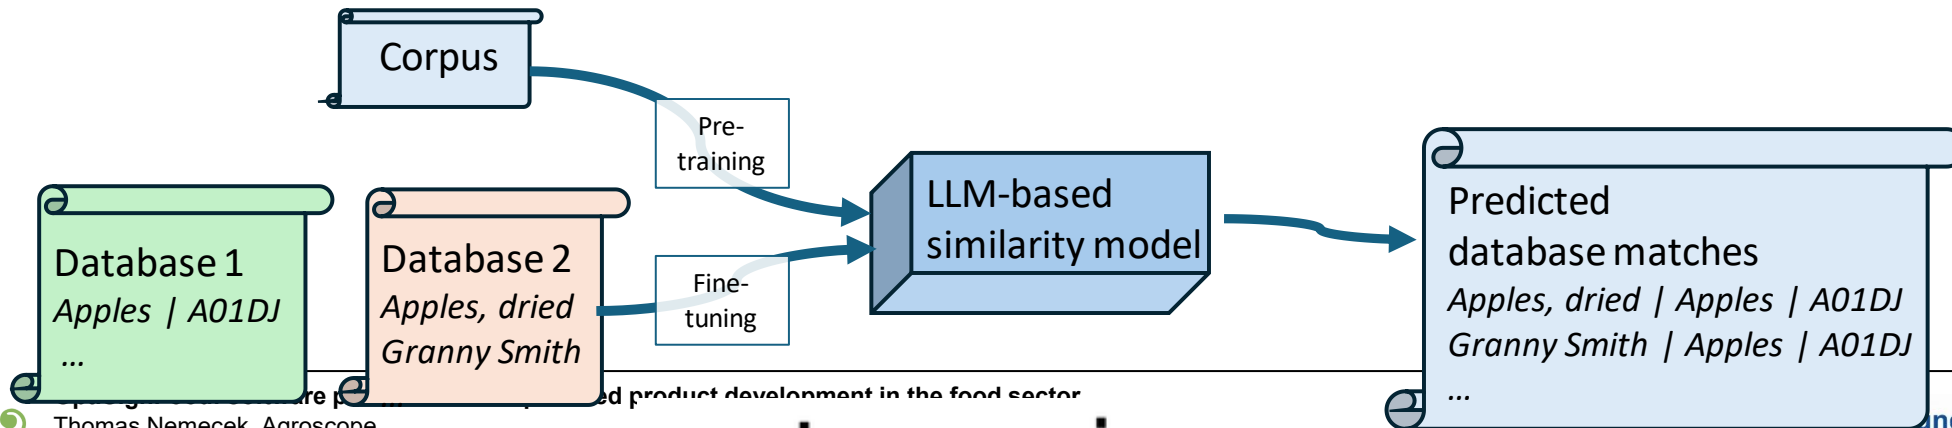 Corpus
Pre-
training
LLM-based
similarity model
Predicted
database matches
Apples, dried | Apples | A01DJ
Granny Smith | Apples | A01DJ
...
Database 1
Apples | A01DJ
...
Database 2
Apples, dried
Granny Smith
Fine-
tuning
product development in the food sector
Thomas Nemecek, Agroscope